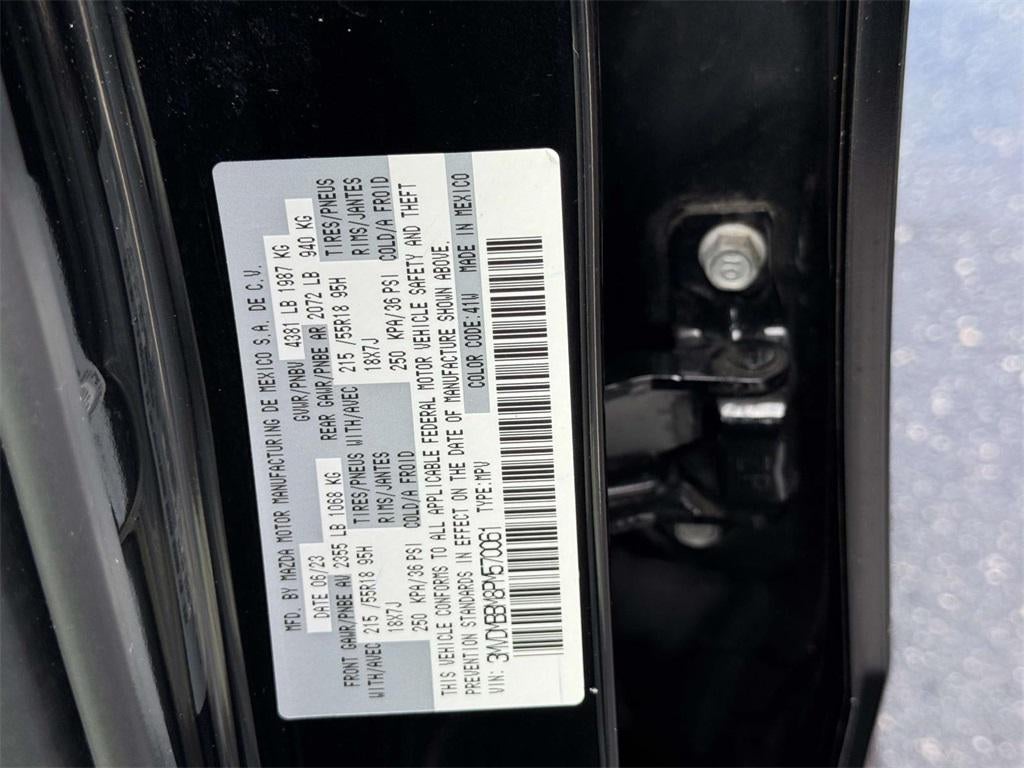 MFD. BY MAZDA MOTOR MANUFACTURING DE MEXICO S.A. DE C.V.
DATE 06/23 GVWR/PNBV 4381 LB 1987 KG
FRONT GAWR/PNBE AV 2355 LB 1068 KG REAR GAWR/PNBE AR 2072 LB 940 KG
WITH/AVEC 215 /55R18 95H TIRES/PNEUS WITH/AVEC 215 /55R18 95H TIRES/PNEUS
18X7J RIMS/JANTES 18X7J RIMS/JANTES
250 KPA/36 PSI COLD/A FROID 250 KPA/36 PSI COLD/A FROID
THIS VEHICLE CONFORMS TO ALL APPLICABLE FEDERAL MOTOR VEHICLE SAFETY AND THEFT
PREVENTION STANDARDS IN EFFECT ON THE DATE OF MANUFACTURE SHOWN ABOVE.
VIN: 3MVDMBBM8PM570061 TYPE:MPV COLOR CODE:41W MADE IN MEXICO